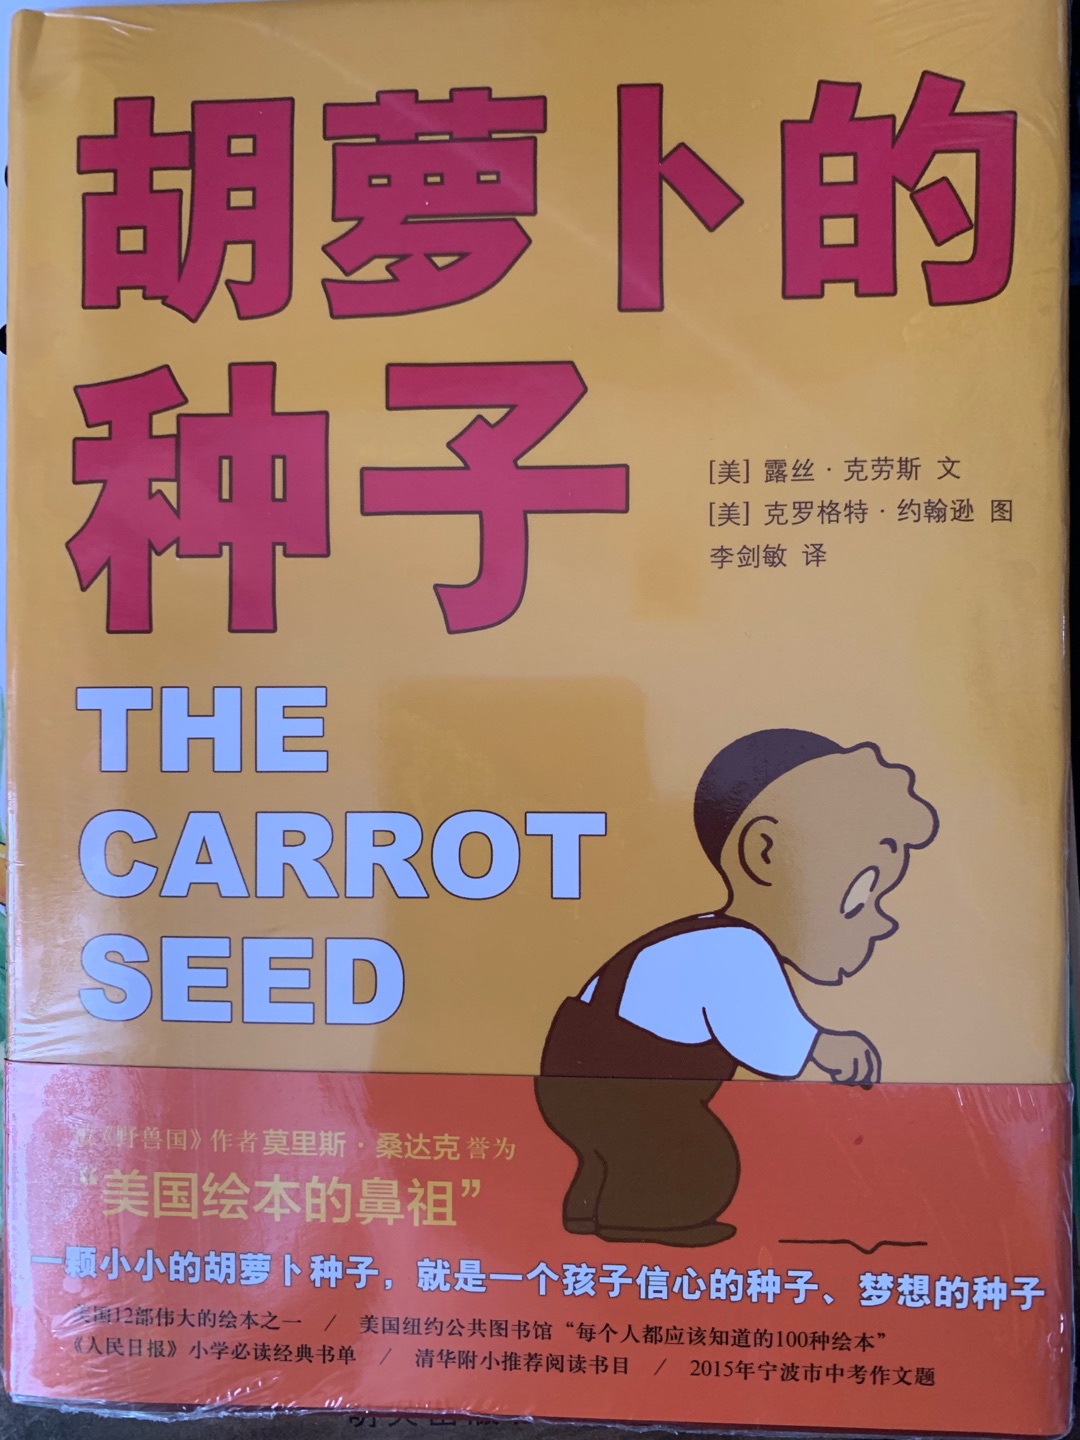 胡萝卜的
种子
[美] 露丝·克劳斯 文
[美] 克罗格特·约翰逊 图
李剑敏 译
THE
CARROT
SEED
《野兽国》作者莫里斯·桑达克誉为
“美国绘本的鼻祖”
一颗小小的胡萝卜种子，就是一个孩子信心的种子、梦想的种子
美国12部伟大的绘本之一 / 美国纽约公共图书馆“每个人都应该知道的100种绘本”
《人民日报》小学必读经典书单 / 清华附小推荐阅读书目 / 2015年宁波市中考作文题